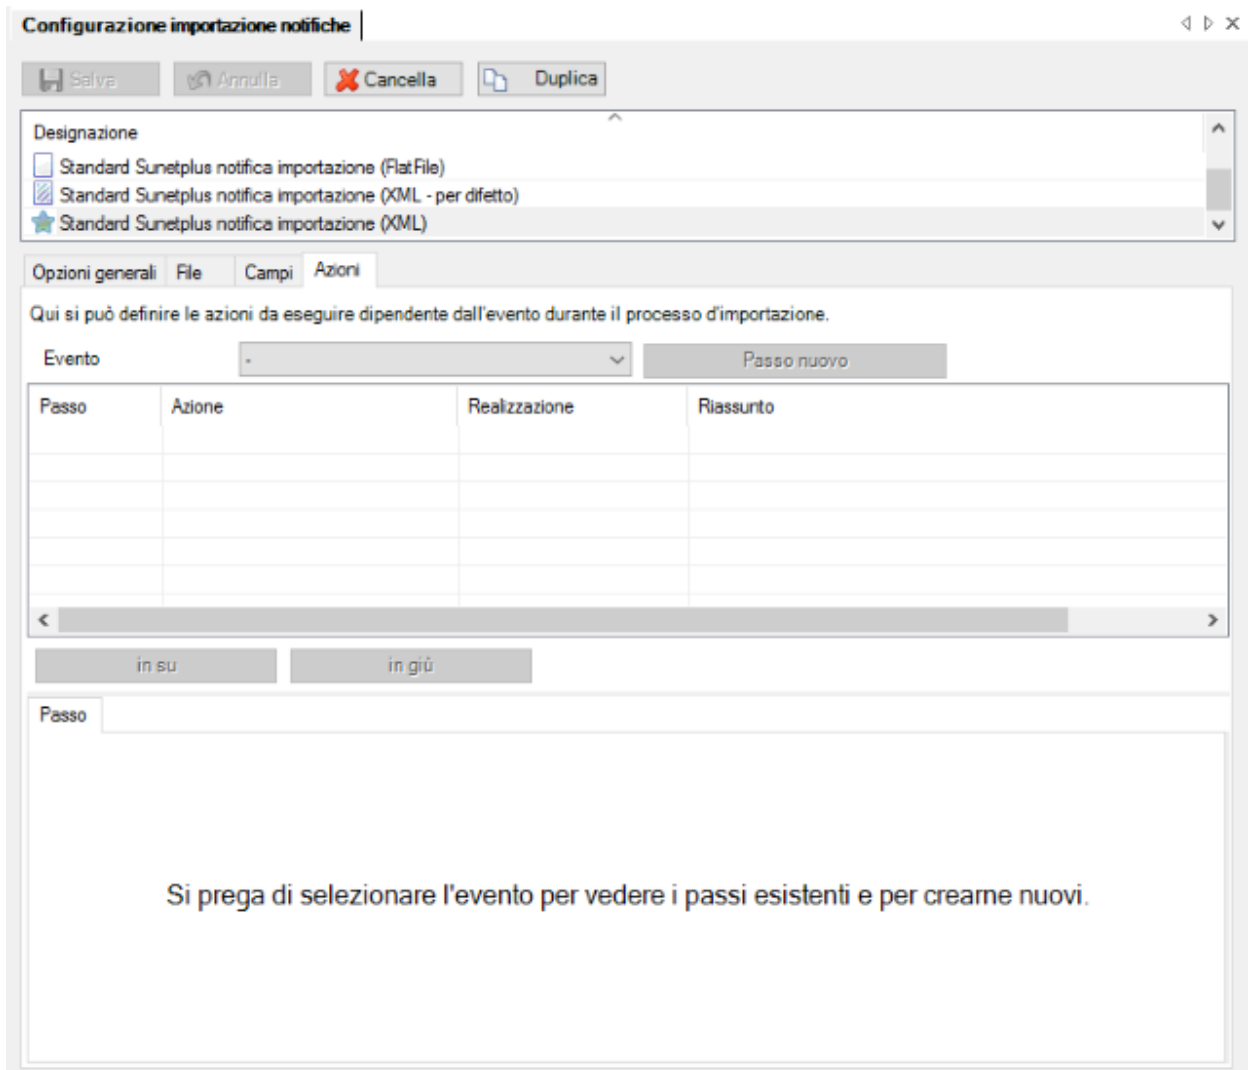 Configurazione importazione notifiche
Salva Annulla Cancella Duplica
Designazione
Standard Sunetplus notifica importazione (FlatFile)
Standard Sunetplus notifica importazione (XML - per difetto)
Standard Sunetplus notifica importazione (XML)
Opzioni generali File Campi Azioni
Qui si può definire le azioni da eseguire dipendente dall'evento durante il processo d'importazione.
Evento - Passo nuovo
Passo Azione Realizzazione Riassunto
in su in giù
Passo
Si prega di selezionare l'evento per vedere i passi esistenti e per crearne nuovi.